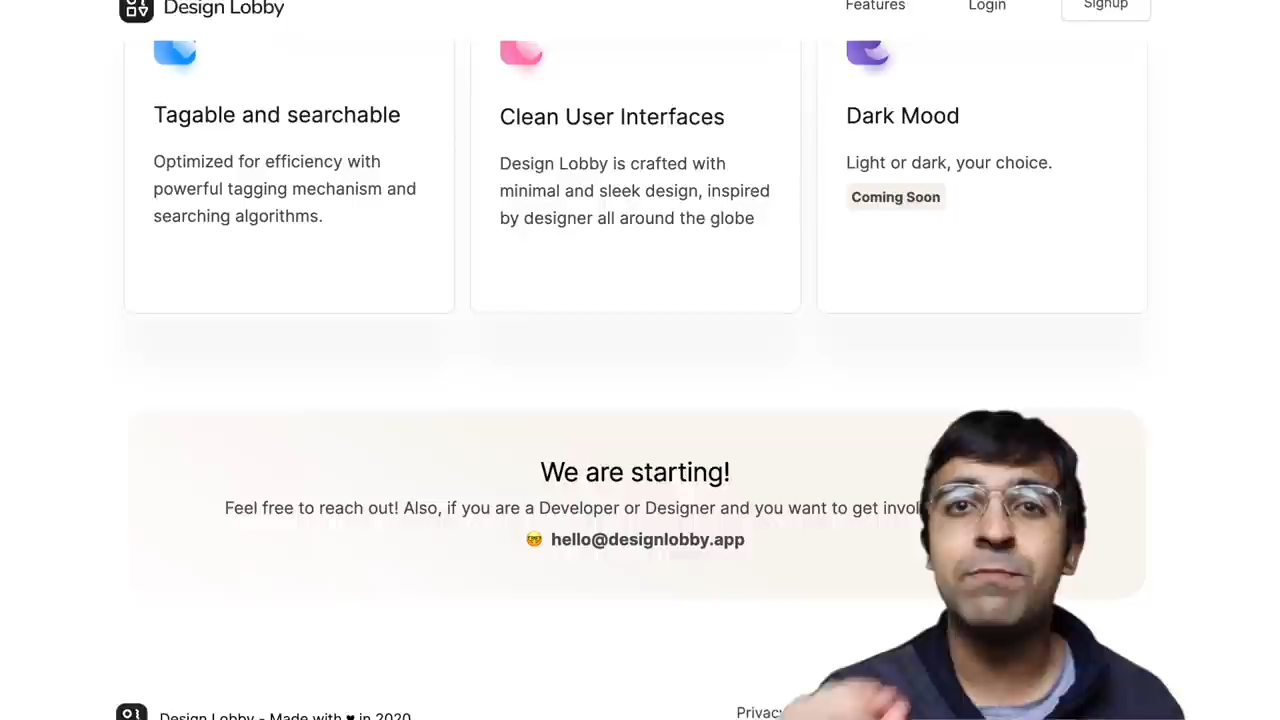 Design Lobby
Features
Login
Signup
Tagable and searchable
Optimized for efficiency with
powerful tagging mechanism and
searching algorithms.
Clean User Interfaces
Design Lobby is crafted with
minimal and sleek design, inspired
by designer all around the globe
Dark Mood
Light or dark, your choice.
Coming Soon
We are starting!
Feel free to reach out! Also, if you are a Developer or Designer and you want to get invol
🤓 hello@designlobby.app
Design Lobby - Made with ♥ in 2020
Privacy